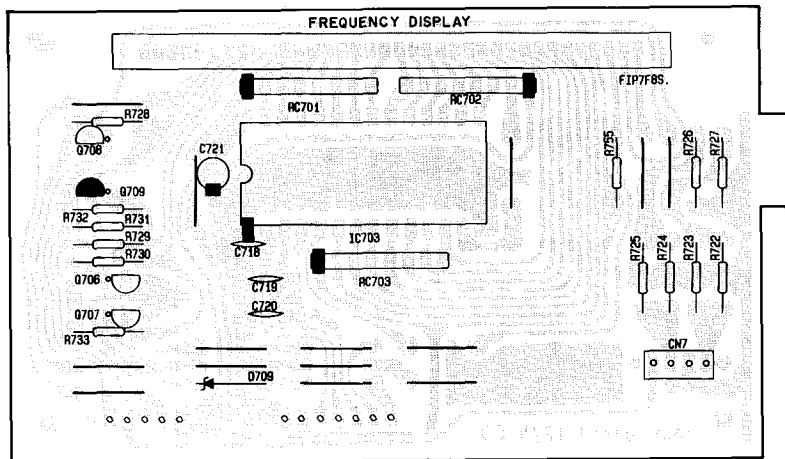 FREQUENCY DISPLAY
FIP7F8S.
RC701
RC702
R728
Q708
C721
R755
R726
R727
Q709
R732
R731
R729
R730
IC703
C718
Q706
C719
RC703
R725
R724
R723
R722
Q707
C720
R733
D709
CN7